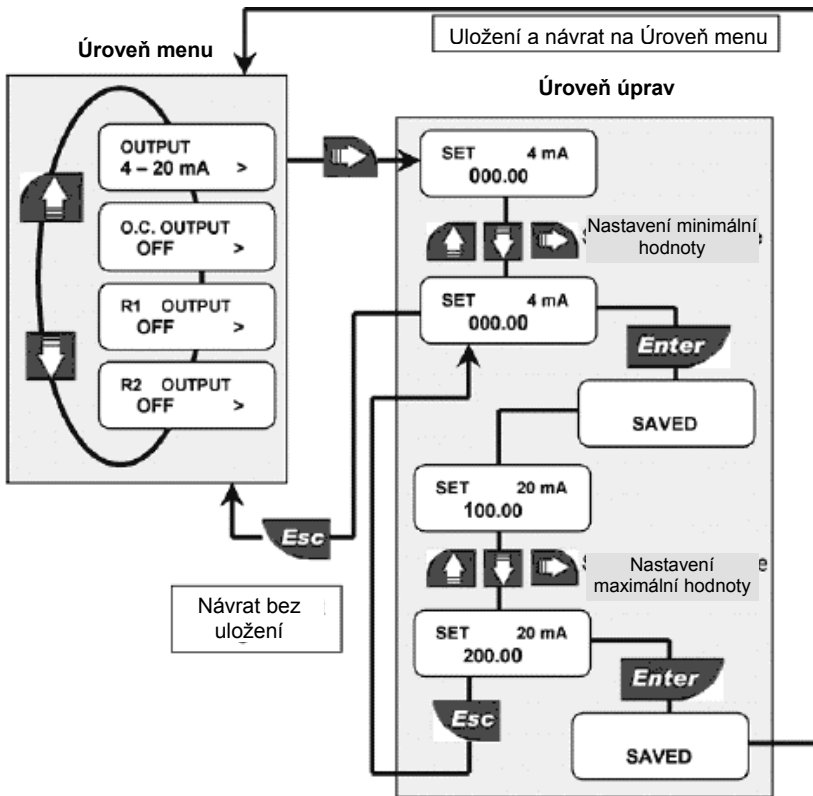 Uložení a návrat na Úroveň menu
Úroveň menu
Úroveň úprav
OUTPUT
4 – 20 mA >
O.C. OUTPUT
OFF >
R1 OUTPUT
OFF >
R2 OUTPUT
OFF >
SET 4 mA
000.00
Nastavení minimální
hodnoty
SET 4 mA
000.00
Enter
SAVED
SET 20 mA
100.00
Esc
Nastavení
maximální hodnoty
Návrat bez
uložení
SET 20 mA
200.00
Enter
Esc
SAVED